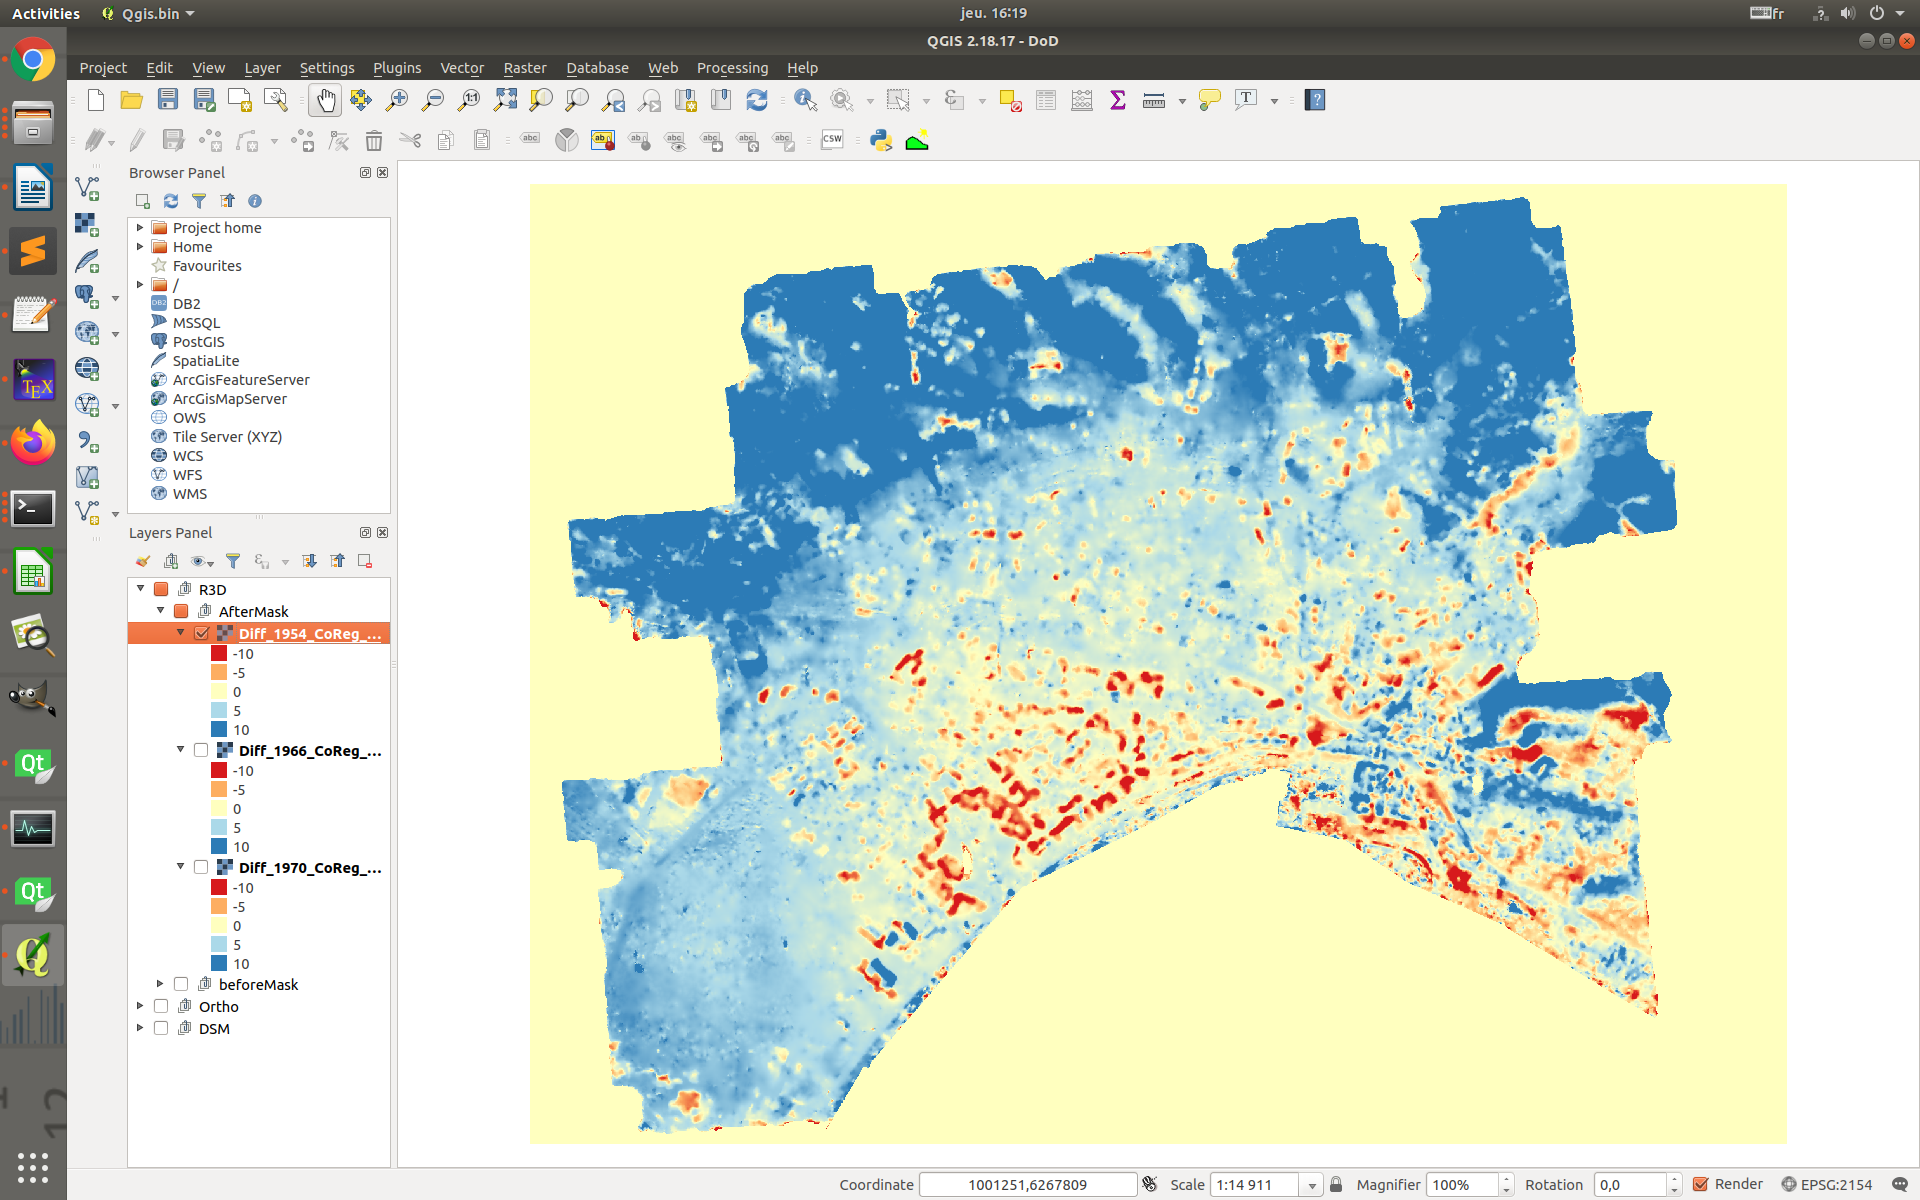 Activities
Qgis.bin
jeu. 16:19
fr
QGIS 2.18.17 - DoD
Project Edit View Layer Settings Plugins Vector Raster Database Web Processing Help
Browser Panel
Project home
Home
Favourites
/
DB2
MSSQL
PostGIS
SpatiaLite
ArcGisFeatureServer
ArcGisMapServer
OWS
Tile Server (XYZ)
WCS
WFS
WMS
Layers Panel
R3D
AfterMask
Diff_1954_CoReg_...
-10
-5
0
5
10
Diff_1966_CoReg_...
-10
-5
0
5
10
Diff_1970_CoReg_...
-10
-5
0
5
10
beforeMask
Ortho
DSM
Coordinate 1001251,6267809 Scale 1:14 911 Magnifier 100% Rotation 0,0 Render EPSG:2154